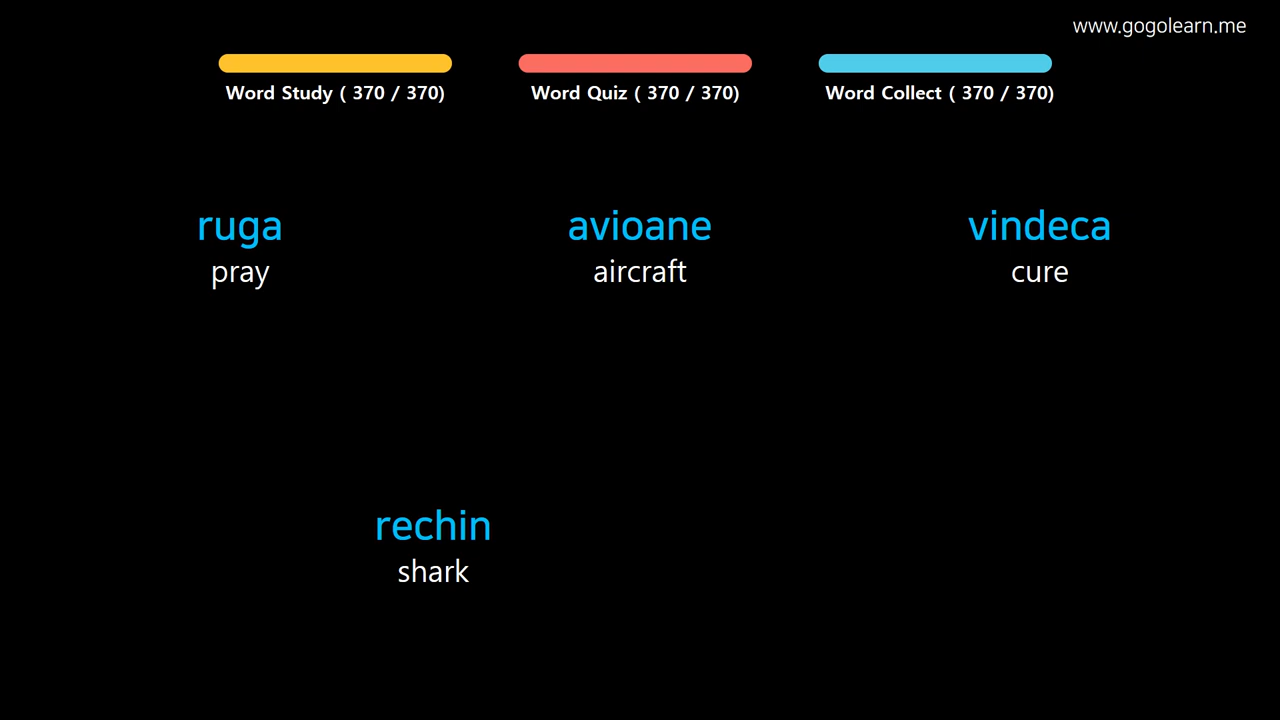 www.gogolearn.me
Word Study ( 370 / 370)
Word Quiz ( 370 / 370)
Word Collect ( 370 / 370)
ruga
pray
avioane
aircraft
vindeca
cure
rechin
shark